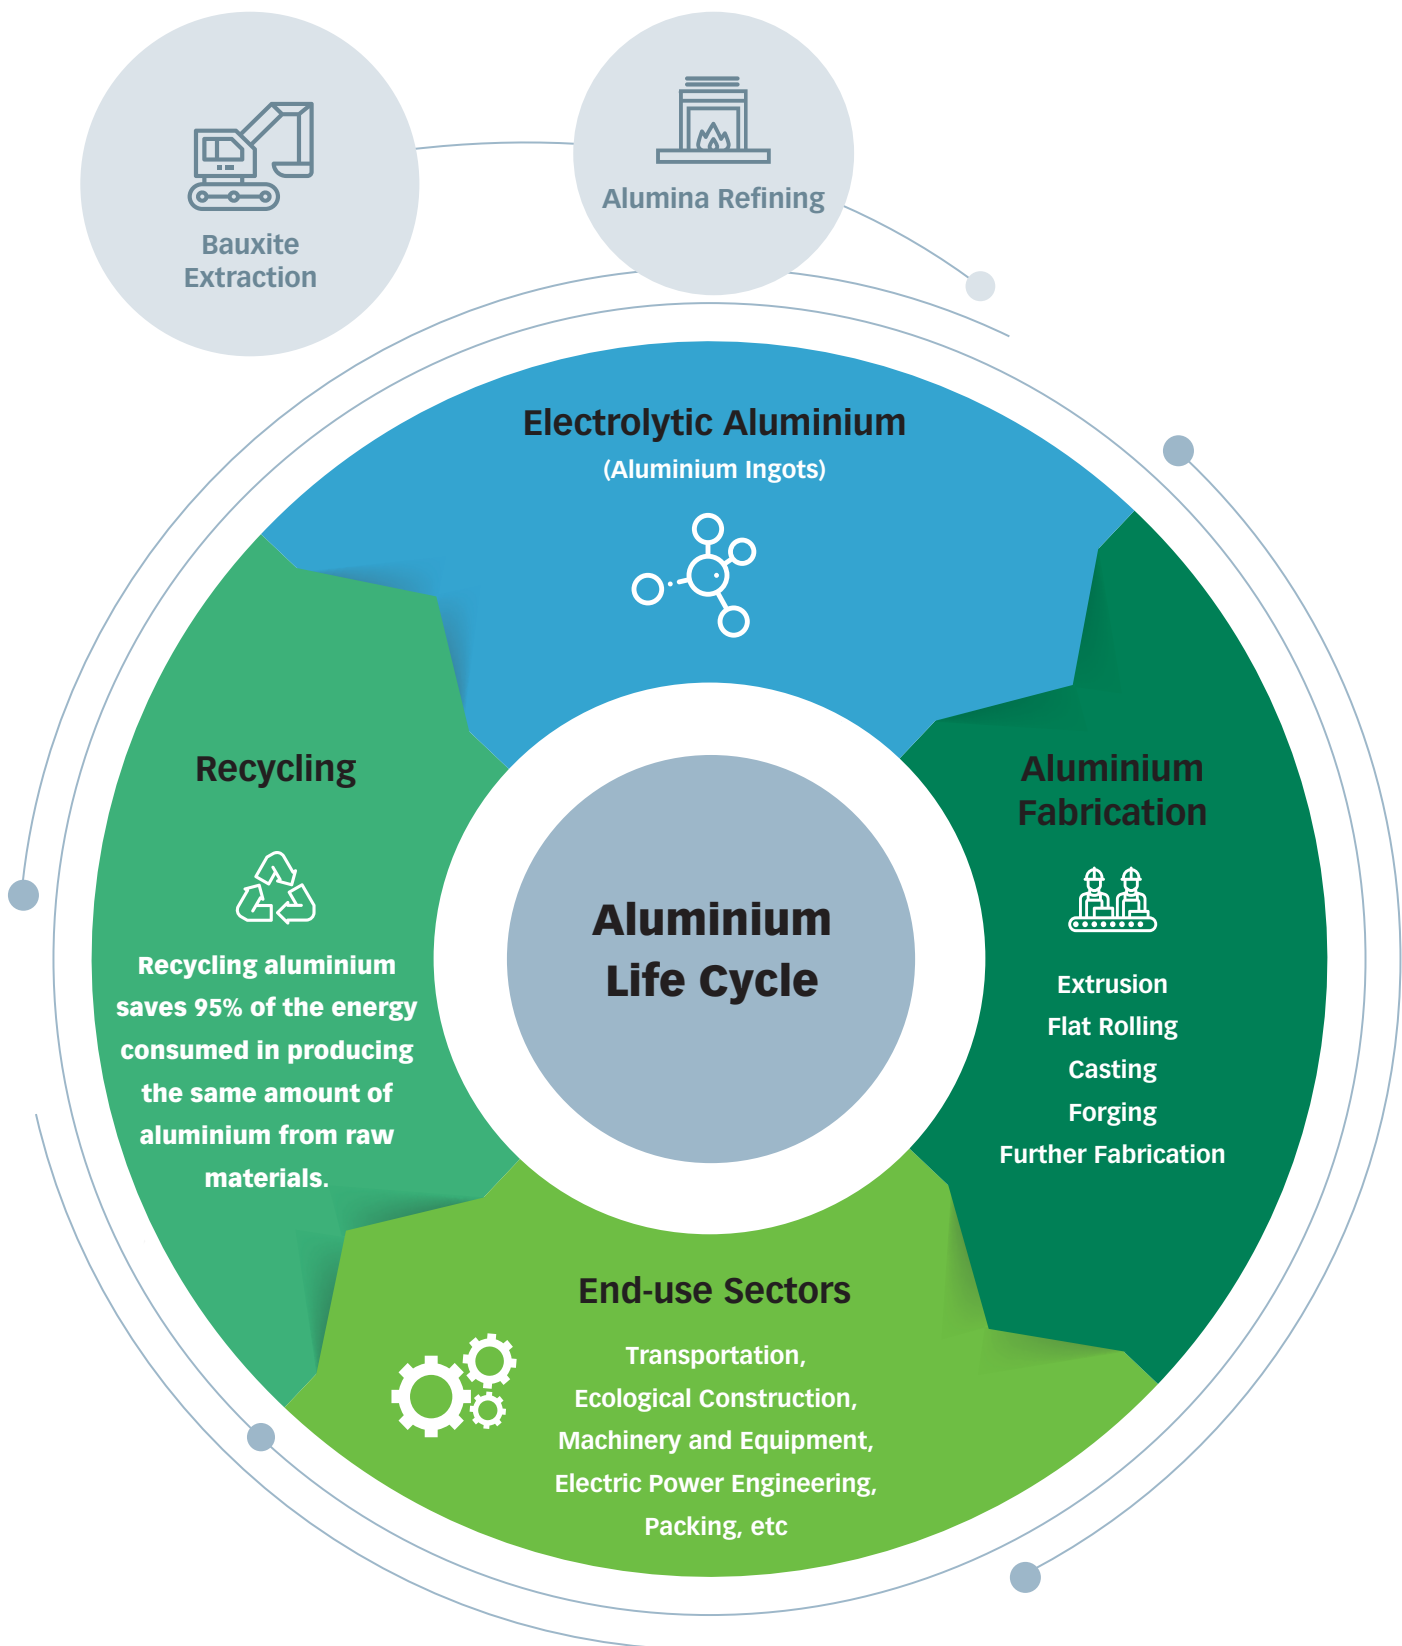 Bauxite
Extraction
Alumina Refining
Electrolytic Aluminium
(Aluminium Ingots)
Aluminium
Fabrication
Extrusion
Flat Rolling
Casting
Forging
Further Fabrication
End-use Sectors
Transportation,
Ecological Construction,
Machinery and Equipment,
Electric Power Engineering,
Packing, etc
Recycling
Recycling aluminium
saves 95% of the energy
consumed in producing
the same amount of
aluminium from raw
materials.
Aluminium
Life Cycle